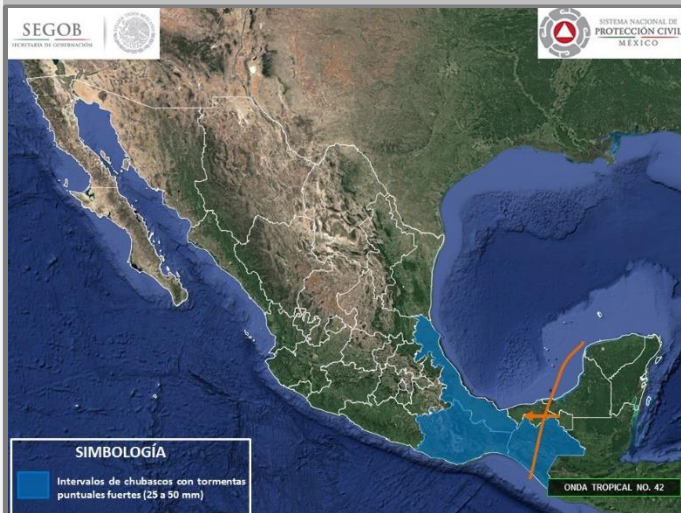 SEGOB
SECRETARÍA DE GOBERNACIÓN
SISTEMA NACIONAL DE
PROTECCIÓN CIVIL
MÉXICO
SIMBOLOGÍA
Intervalos de chubascos con tormentas
puntuales fuertes (25 a 50 mm)
ONDA TROPICAL NO. 42